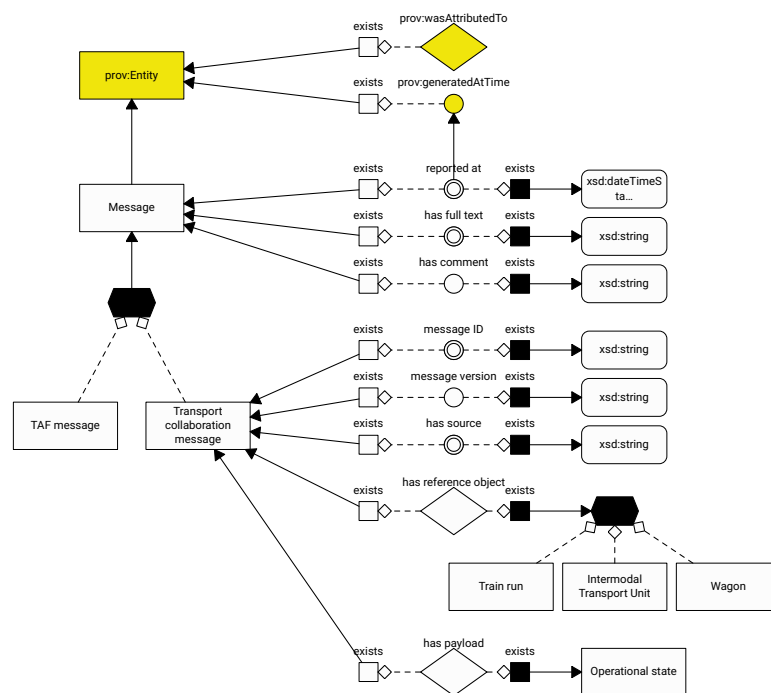 prov:wasAttributedTo
exists
prov:Entity
prov:generatedAtTime
exists
reported at
exists
exists
xsd:dateTimeS
ta...
Message
has full text
exists
exists
xsd:string
has comment
exists
exists
xsd:string
message ID
exists
exists
xsd:string
message version
exists
exists
xsd:string
TAF message
Transport
collaboration
message
has source
exists
exists
xsd:string
has reference object
exists
exists
Train run
Intermodal
Transport Unit
Wagon
has payload
exists
exists
Operational state